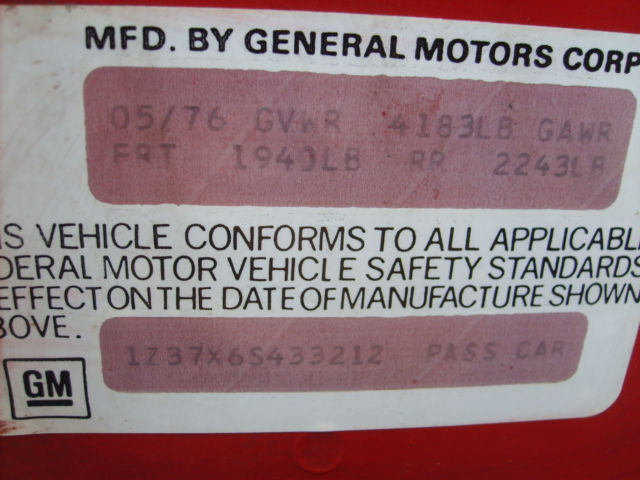 MFD. BY GENERAL MOTORS CORP
05/76 GVWR 4183LB GAWR
FRT 1940LB RR 2243LB
IS VEHICLE CONFORMS TO ALL APPLICABLE
DERAL MOTOR VEHICLE SAFETY STANDARDS
EFFECT ON THE DATE OF MANUFACTURE SHOWN
BOVE.
1Z37X6S433212 PASS CAR
GM